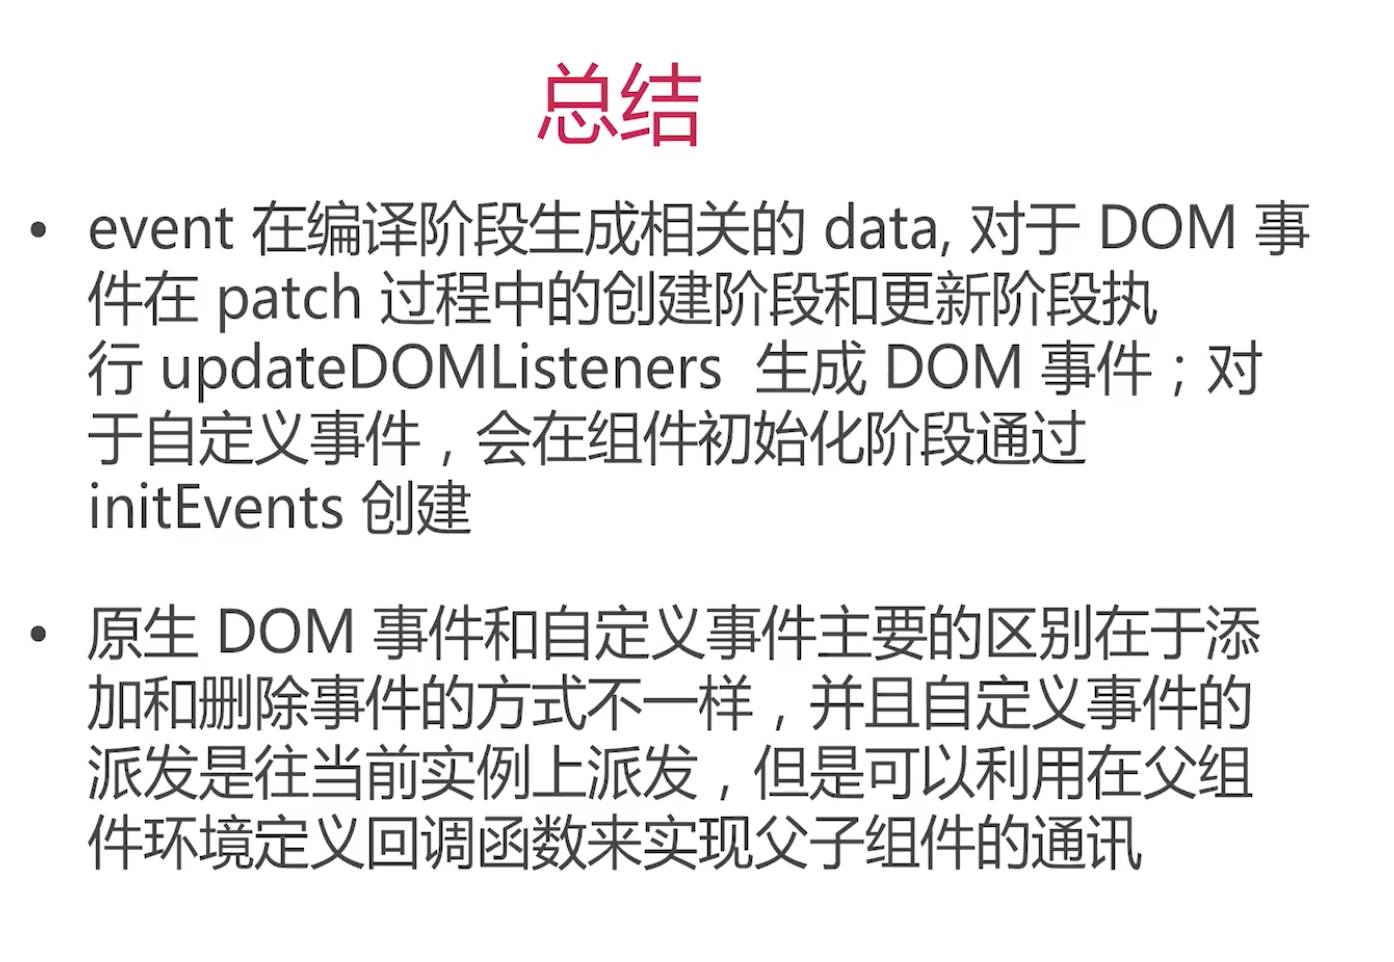 总结
• event 在编译阶段生成相关的 data, 对于 DOM 事
件在 patch 过程中的创建阶段和更新阶段执
行 updateDOMListeners 生成 DOM 事件；对
于自定义事件，会在组件初始化阶段通过
initEvents 创建
• 原生 DOM 事件和自定义事件主要的区别在于添
加和删除事件的方式不一样，并且自定义事件的
派发是往当前实例上派发，但是可以利用在父组
件环境定义回调函数来实现父子组件的通讯